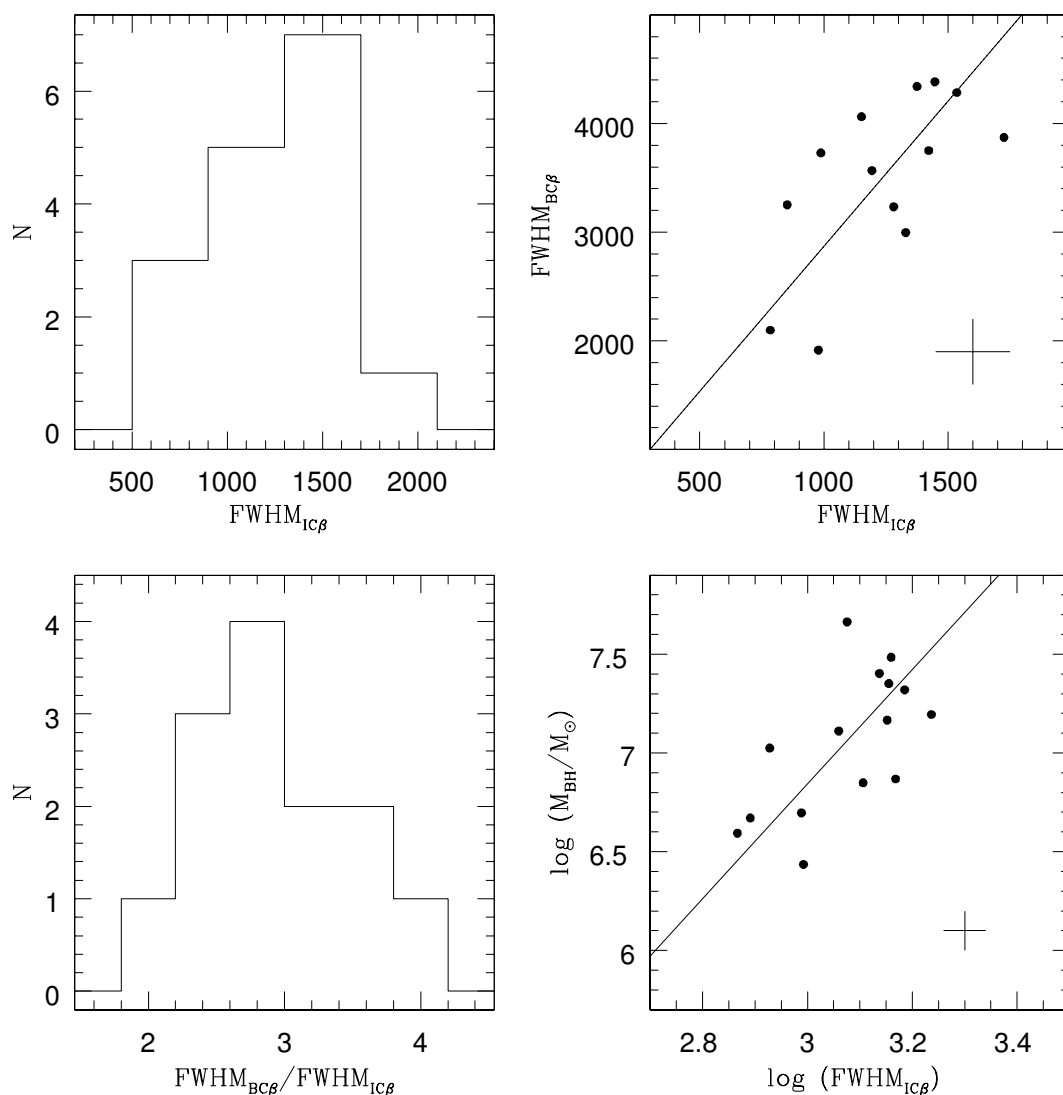 6
4
2
0
N
500 1000 1500 2000
FWHM_ICβ
4000
3000
2000
FWHM_BCβ
500 1000 1500
FWHM_ICβ
4
3
2
1
0
N
2 3 4
FWHM_BCβ/FWHM_ICβ
7.5
7
6.5
6
log (M_BH/M_⊙)
2.8 3 3.2 3.4
log (FWHM_ICβ)